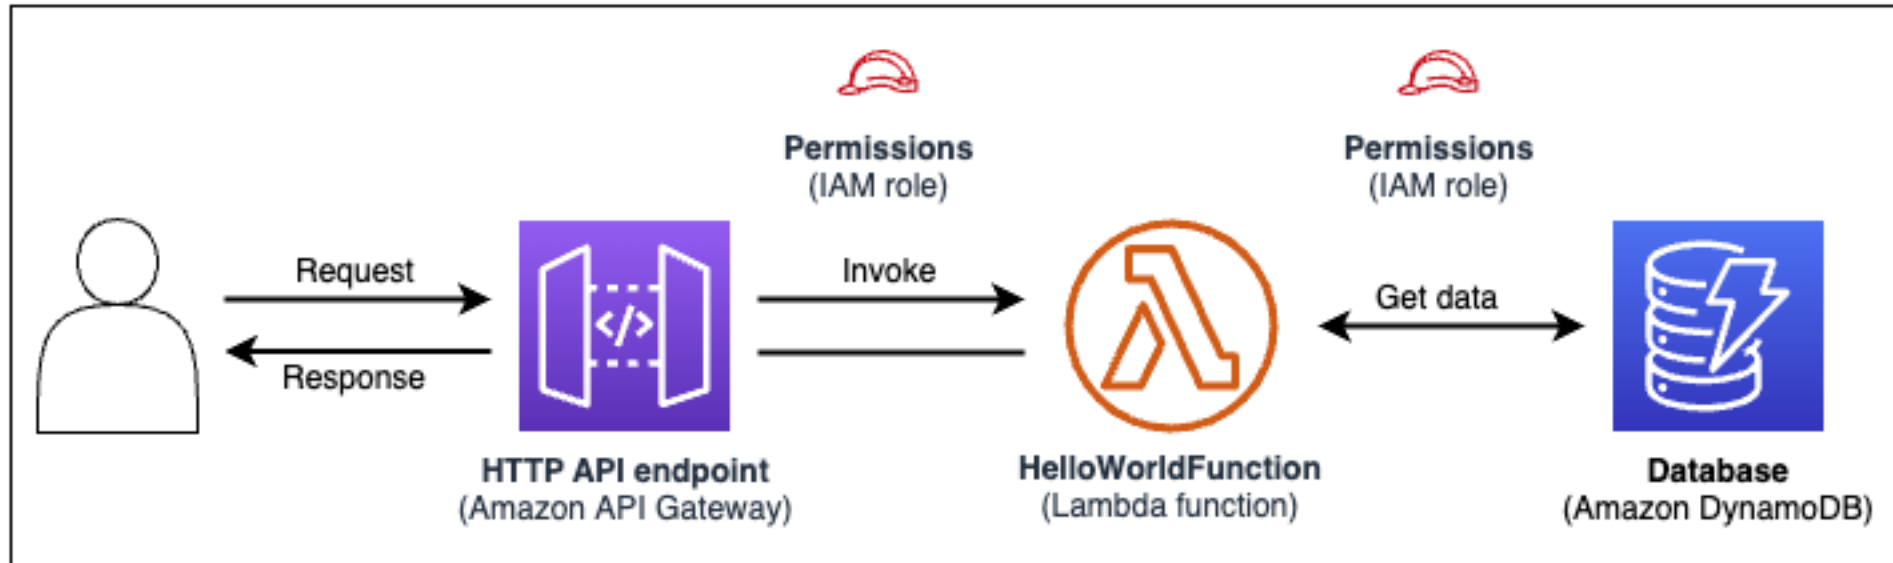 Permissions
(IAM role)
Permissions
(IAM role)
Request
Response
</>
Invoke
Get data
HTTP API endpoint
(Amazon API Gateway)
HelloWorldFunction
(Lambda function)
Database
(Amazon DynamoDB)